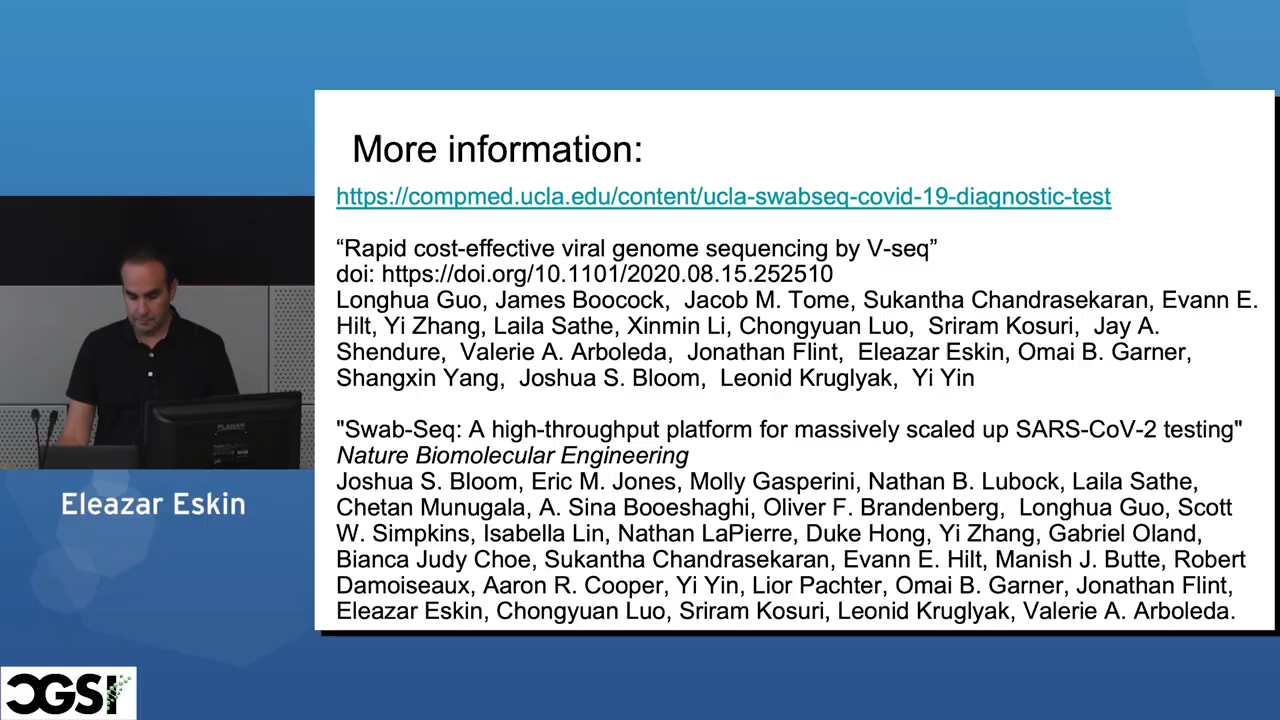 More information:
https://compmed.ucla.edu/content/ucla-swabseq-covid-19-diagnostic-test
“Rapid cost-effective viral genome sequencing by V-seq”
doi: https://doi.org/10.1101/2020.08.15.252510
Longhua Guo, James Boocock, Jacob M. Tome, Sukantha Chandrasekaran, Evann E.
Hilt, Yi Zhang, Laila Sathe, Xinmin Li, Chongyuan Luo, Sriram Kosuri, Jay A.
Shendure, Valerie A. Arboleda, Jonathan Flint, Eleazar Eskin, Omai B. Garner,
Shangxin Yang, Joshua S. Bloom, Leonid Kruglyak, Yi Yin
"Swab-Seq: A high-throughput platform for massively scaled up SARS-CoV-2 testing"
Nature Biomolecular Engineering
Joshua S. Bloom, Eric M. Jones, Molly Gasperini, Nathan B. Lubock, Laila Sathe,
Chetan Munugala, A. Sina Booeshaghi, Oliver F. Brandenberg, Longhua Guo, Scott
W. Simpkins, Isabella Lin, Nathan LaPierre, Duke Hong, Yi Zhang, Gabriel Oland,
Bianca Judy Choe, Sukantha Chandrasekaran, Evann E. Hilt, Manish J. Butte, Robert
Damoiseaux, Aaron R. Cooper, Yi Yin, Lior Pachter, Omai B. Garner, Jonathan Flint,
Eleazar Eskin, Chongyuan Luo, Sriram Kosuri, Leonid Kruglyak, Valerie A. Arboleda.
PLANAR
Eleazar Eskin
CGSI